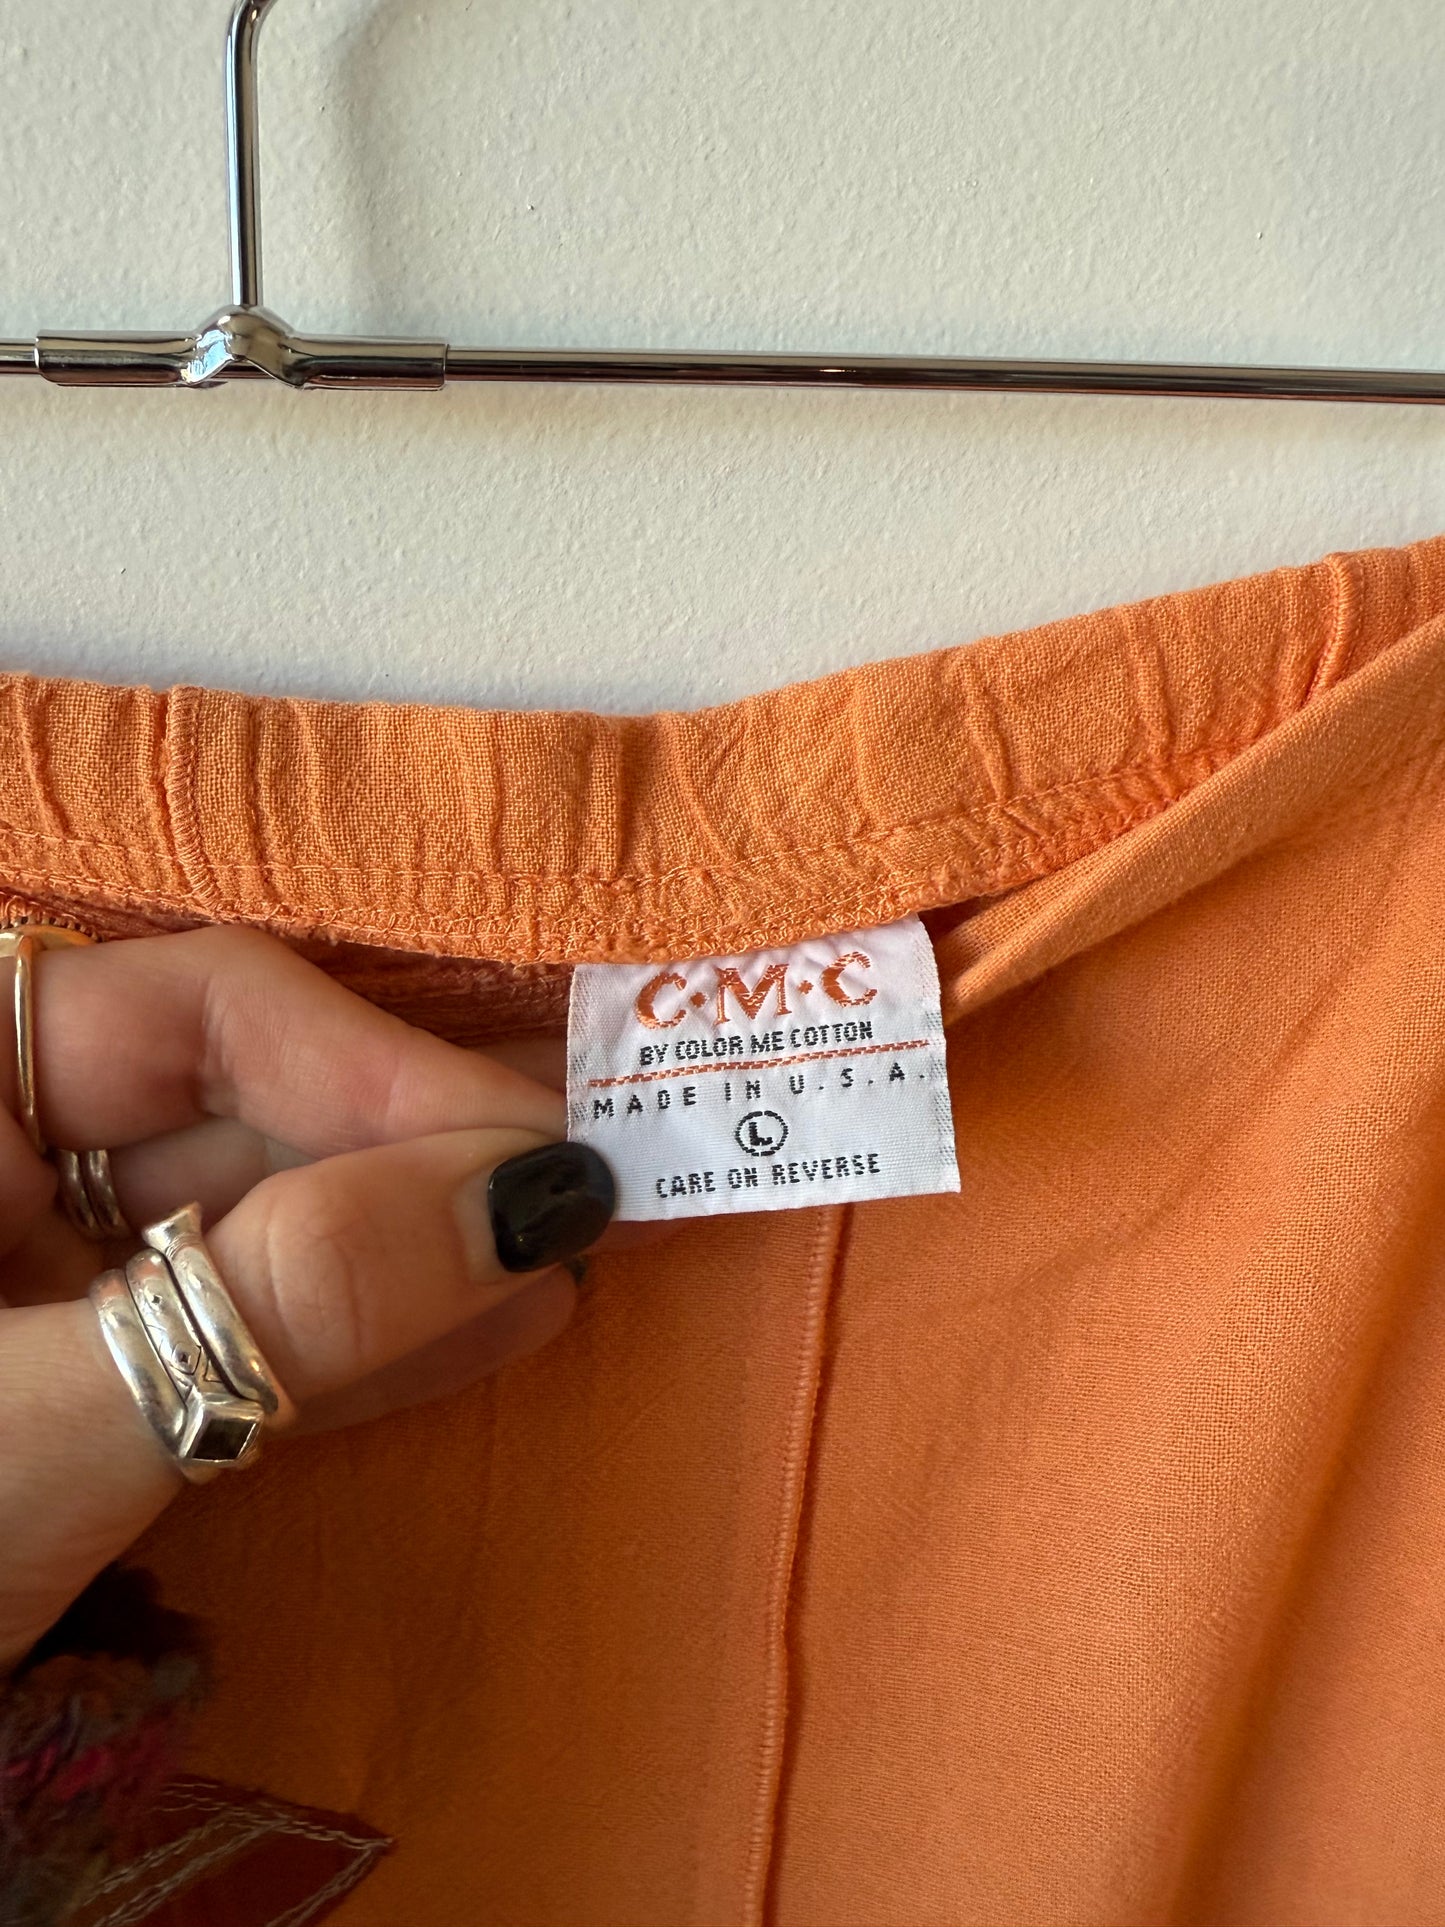 C·M·C
BY COLOR ME COTTON
MADE IN U.S.A.
L
CARE ON REVERSE